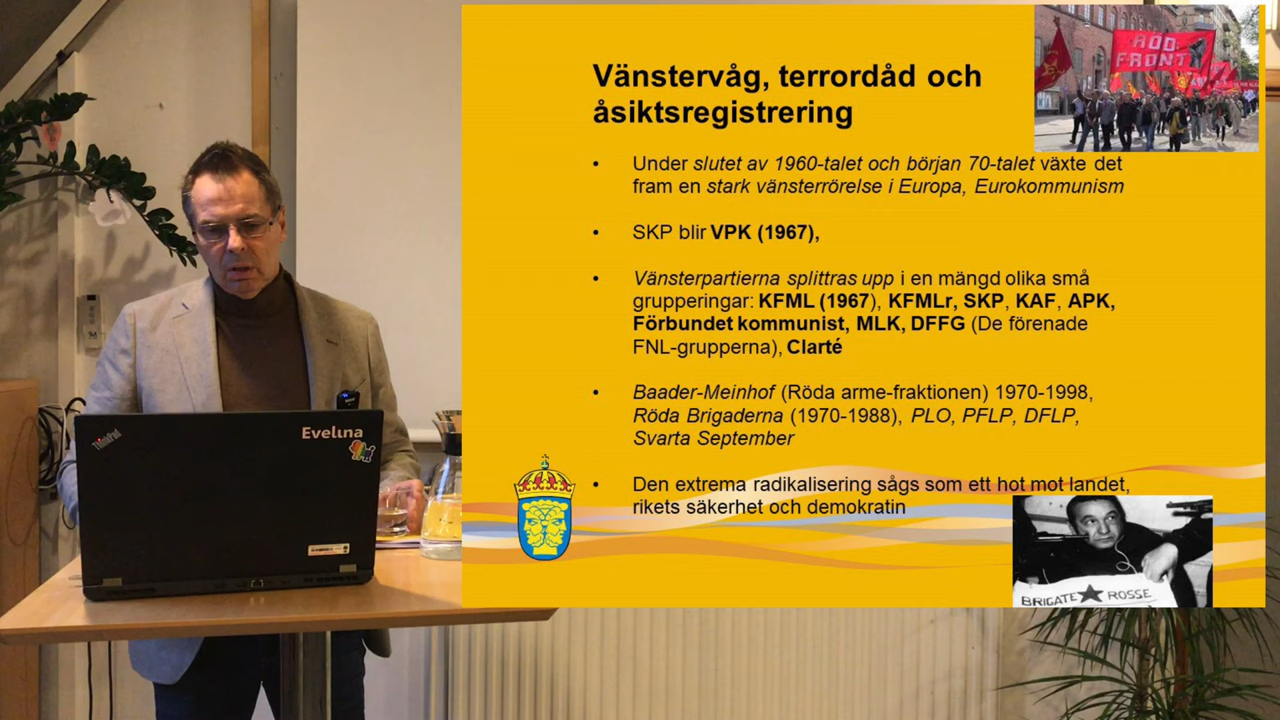 Vänstervåg, terrordåd och
åsiktsregistrering
RÖD
FRONT
• Under slutet av 1960-talet och början 70-talet växte det
fram en stark vänsterrörelse i Europa, Eurokommunism
• SKP blir VPK (1967),
• Vänsterpartierna splittras upp i en mängd olika små
grupperingar: KFML (1967), KFMLr, SKP, KAF, APK,
Förbundet kommunist, MLK, DFFG (De förenade
FNL-grupperna), Clarté
• Baader-Meinhof (Röda arme-fraktionen) 1970-1998,
Röda Brigaderna (1970-1988), PLO, PFLP, DFLP,
Svarta September
• Den extrema radikalisering sågs som ett hot mot landet,
rikets säkerhet och demokratin
BRIGATE ROSSE
ThinkPad
Evelina